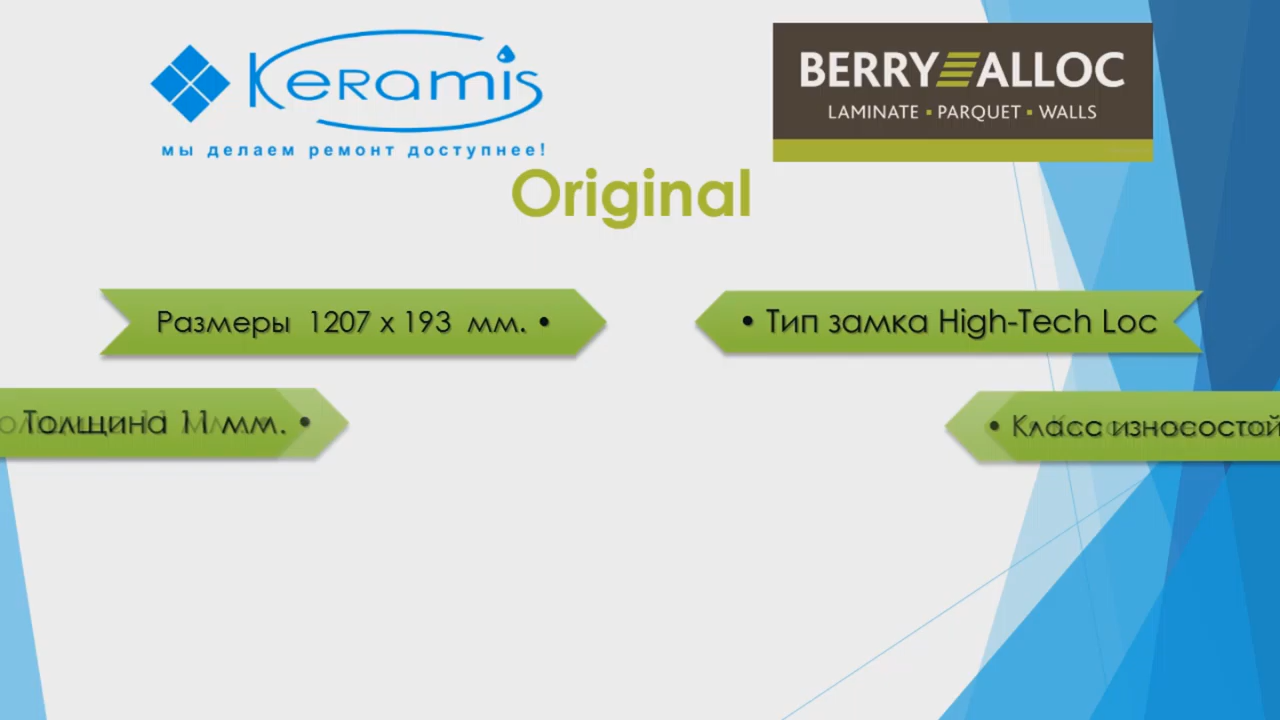 Keramis
мы делаем ремонт доступнее!
BERRY ALLOC
LAMINATE ▪ PARQUET ▪ WALLS
Original
Размеры 1207 х 193 мм. •
• Тип замка High-Tech Loc
Толщина 11 мм. •
• Класс